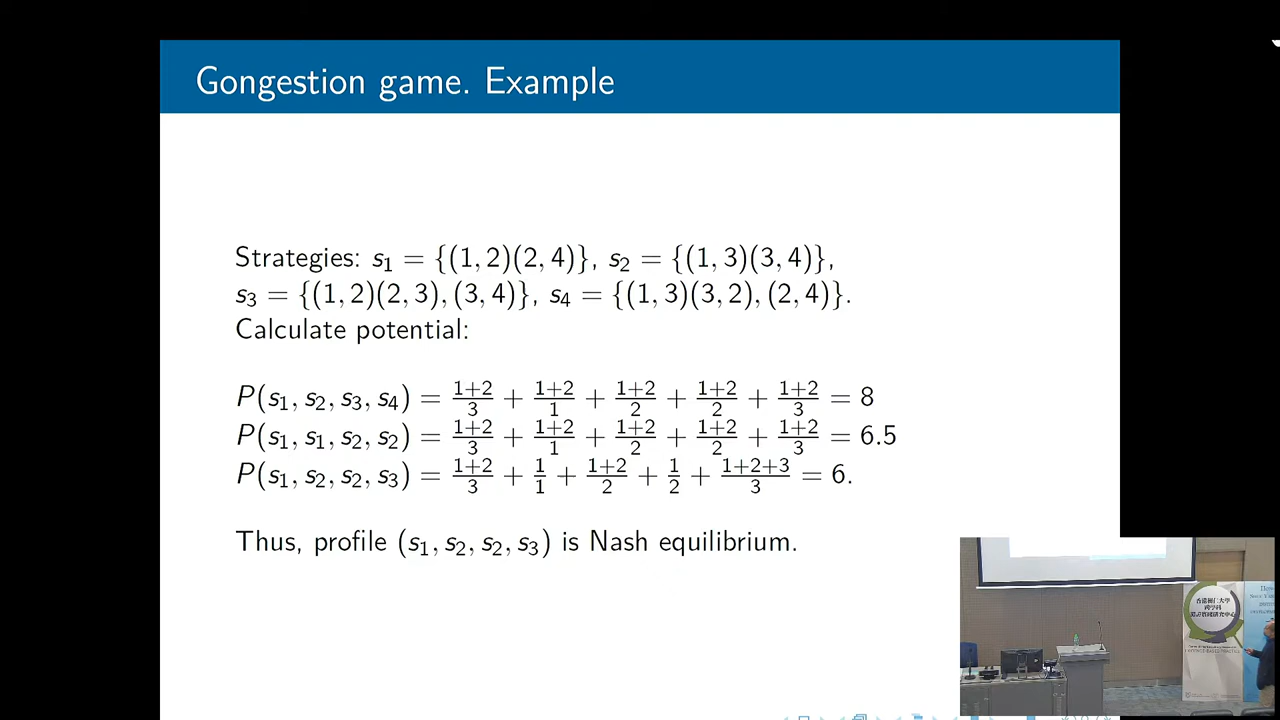 Gongestion game. Example
Strategies: s₁ = {(1, 2)(2, 4)}, s₂ = {(1, 3)(3, 4)},
s₃ = {(1, 2)(2, 3), (3, 4)}, s₄ = {(1, 3)(3, 2), (2, 4)}.
Calculate potential:
P(s₁, s₂, s₃, s₄) = (1+2)/3 + (1+2)/1 + (1+2)/2 + (1+2)/2 + (1+2)/3 = 8
P(s₁, s₁, s₂, s₂) = (1+2)/3 + (1+2)/1 + (1+2)/2 + (1+2)/2 + (1+2)/3 = 6.5
P(s₁, s₂, s₂, s₃) = (1+2)/3 + 1/1 + (1+2)/2 + 1/2 + (1+2+3)/3 = 6.
Thus, profile (s₁, s₂, s₂, s₃) is Nash equilibrium.